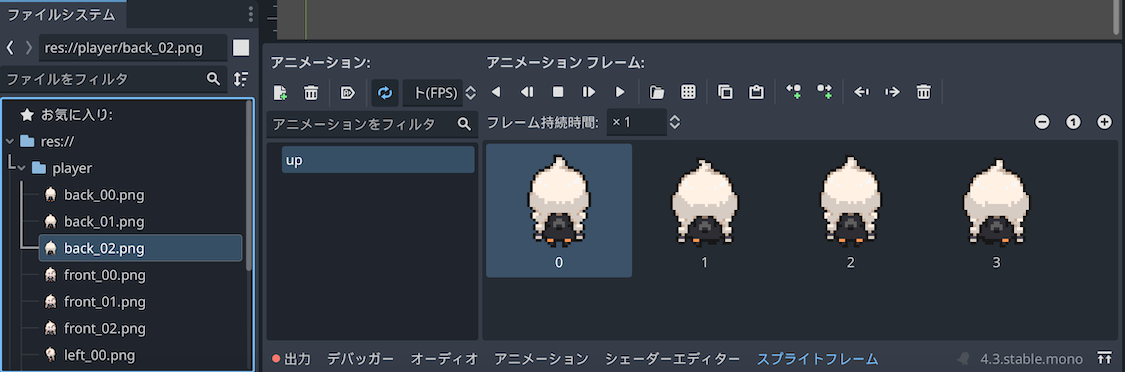 ファイルシステム
res://player/back_02.png
ファイルをフィルタ
お気に入り:
res://
player
back_00.png
back_01.png
back_02.png
front_00.png
front_01.png
front_02.png
left_00.png
アニメーション:
ト(FPS)
アニメーションをフィルタ
up
アニメーション フレーム:
フレーム持続時間: × 1
0 1 2 3
出力 デバッガー オーディオ アニメーション シェーダーエディター スプライトフレーム 4.3.stable.mono